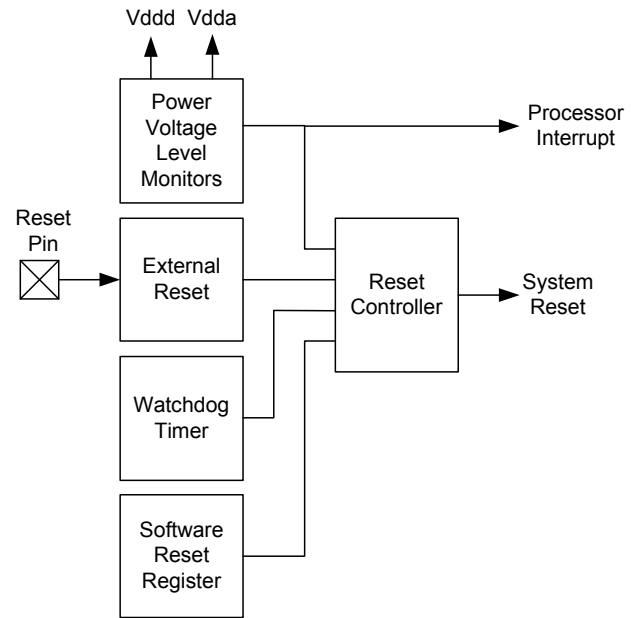 Vddd Vdda
Power
Voltage
Level
Monitors
Processor
Interrupt
Reset
Pin
External
Reset
Reset
Controller
System
Reset
Watchdog
Timer
Software
Reset
Register